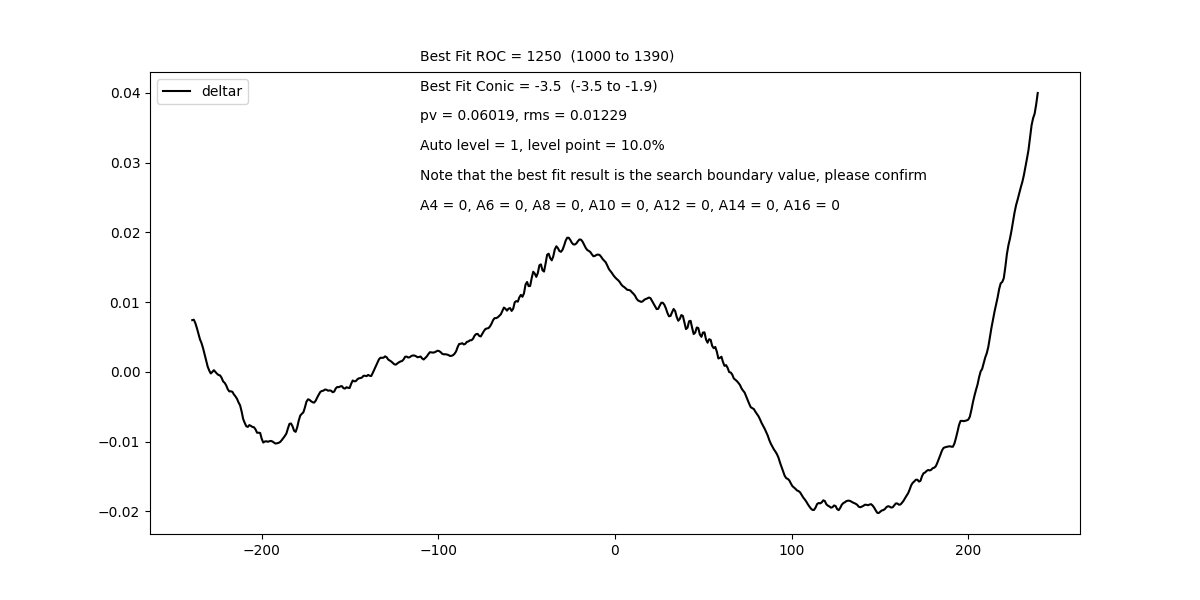 Best Fit ROC = 1250  (1000 to 1390)
Best Fit Conic = -3.5  (-3.5 to -1.9)
pv = 0.06019, rms = 0.01229
Auto level = 1, level point = 10.0%
Note that the best fit result is the search boundary value, please confirm
A4 = 0, A6 = 0, A8 = 0, A10 = 0, A12 = 0, A14 = 0, A16 = 0
deltar
0.04
0.03
0.02
0.01
0.00
−0.01
−0.02
−200
−100
0
100
200